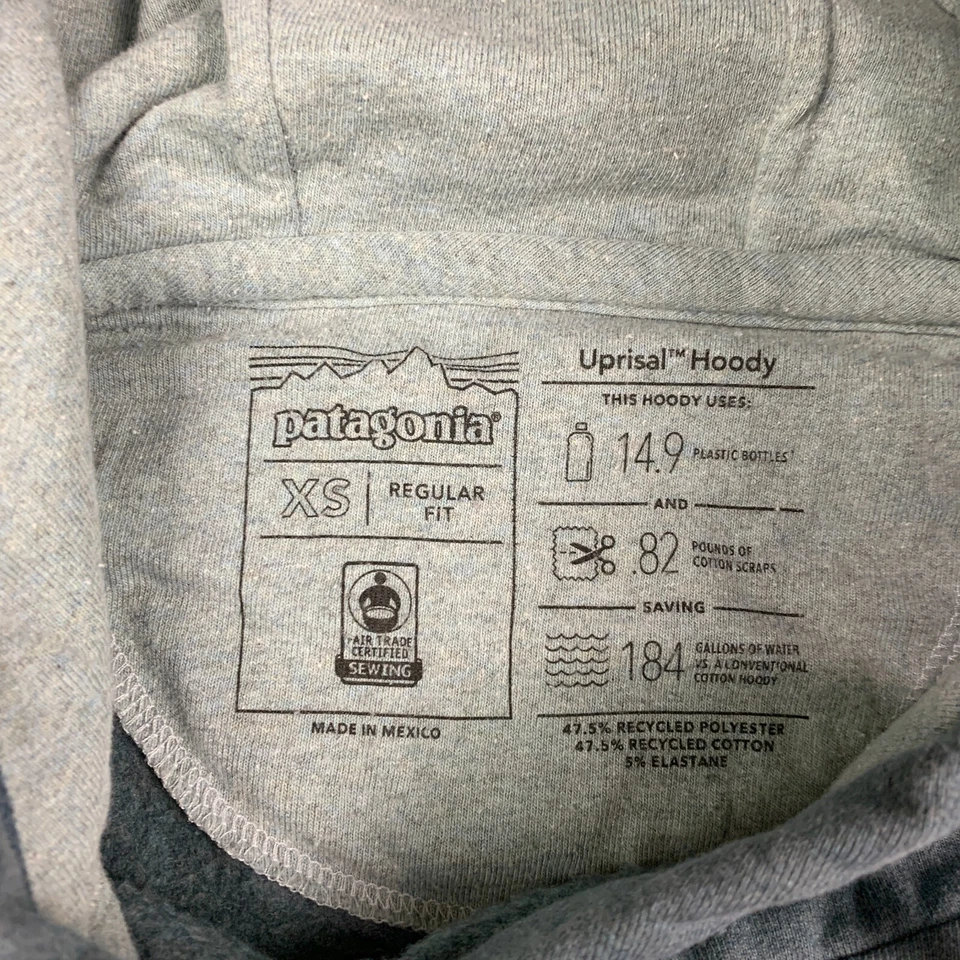 patagonia®
XS
REGULAR
FIT
FAIR TRADE
CERTIFIED
SEWING
MADE IN MEXICO
Uprisal™ Hoody
THIS HOODY USES:
14.9 PLASTIC BOTTLES†
AND
.82 POUNDS OF
COTTON SCRAPS
SAVING
184 GALLONS OF WATER
VS. A CONVENTIONAL
COTTON HOODY
47.5% RECYCLED POLYESTER
47.5% RECYCLED COTTON
5% ELASTANE